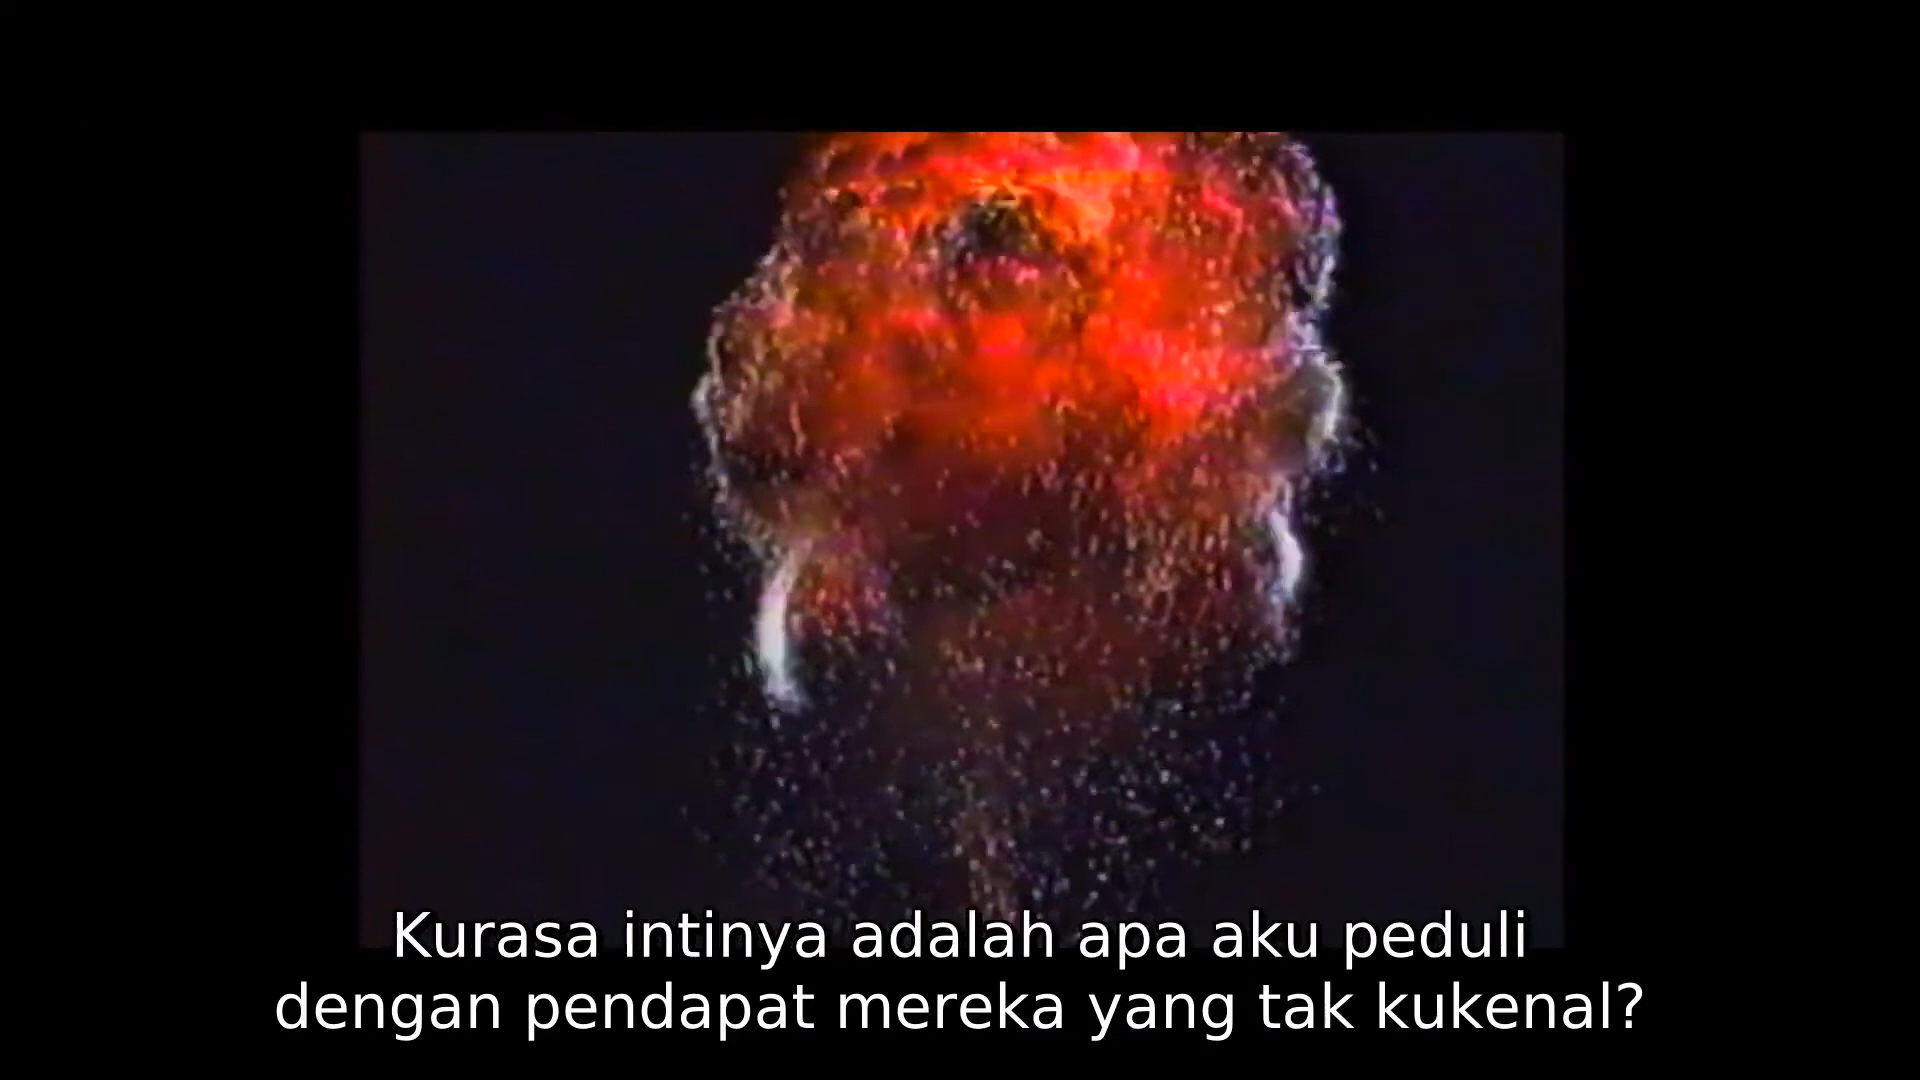 Kurasa intinya adalah apa aku peduli
dengan pendapat mereka yang tak kukenal?